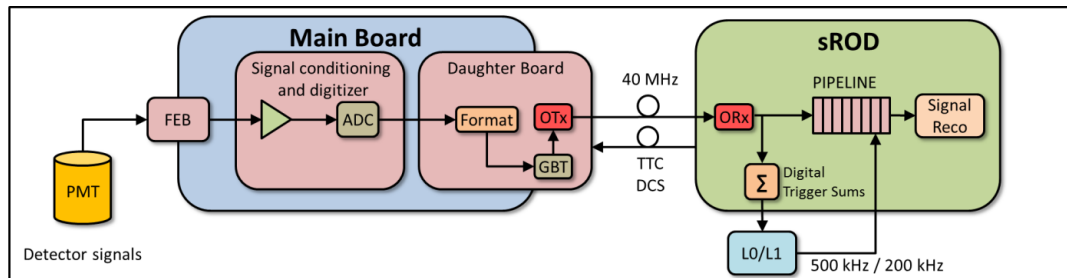 Main Board
sROD
Signal conditioning
and digitizer
Daughter Board
40 MHz
PIPELINE
FEB
ADC
Format
OTx
ORx
Signal
Reco
GBT
TTC
DCS
PMT
Σ
Digital
Trigger Sums
Detector signals
L0/L1
500 kHz / 200 kHz